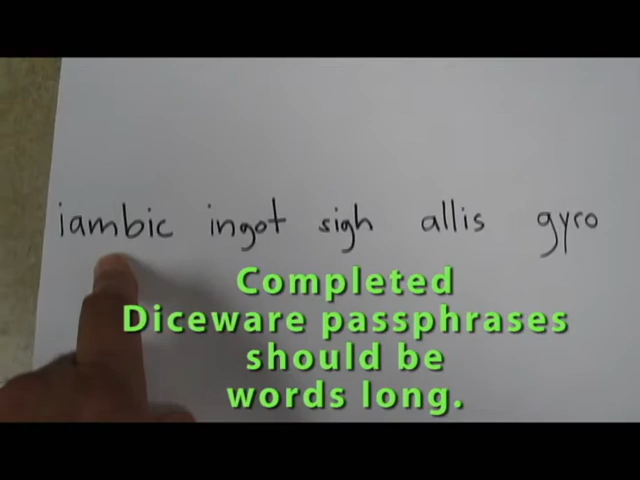 iambic ingot sigh allis gyro
Completed
Diceware passphrases
should be
words long.